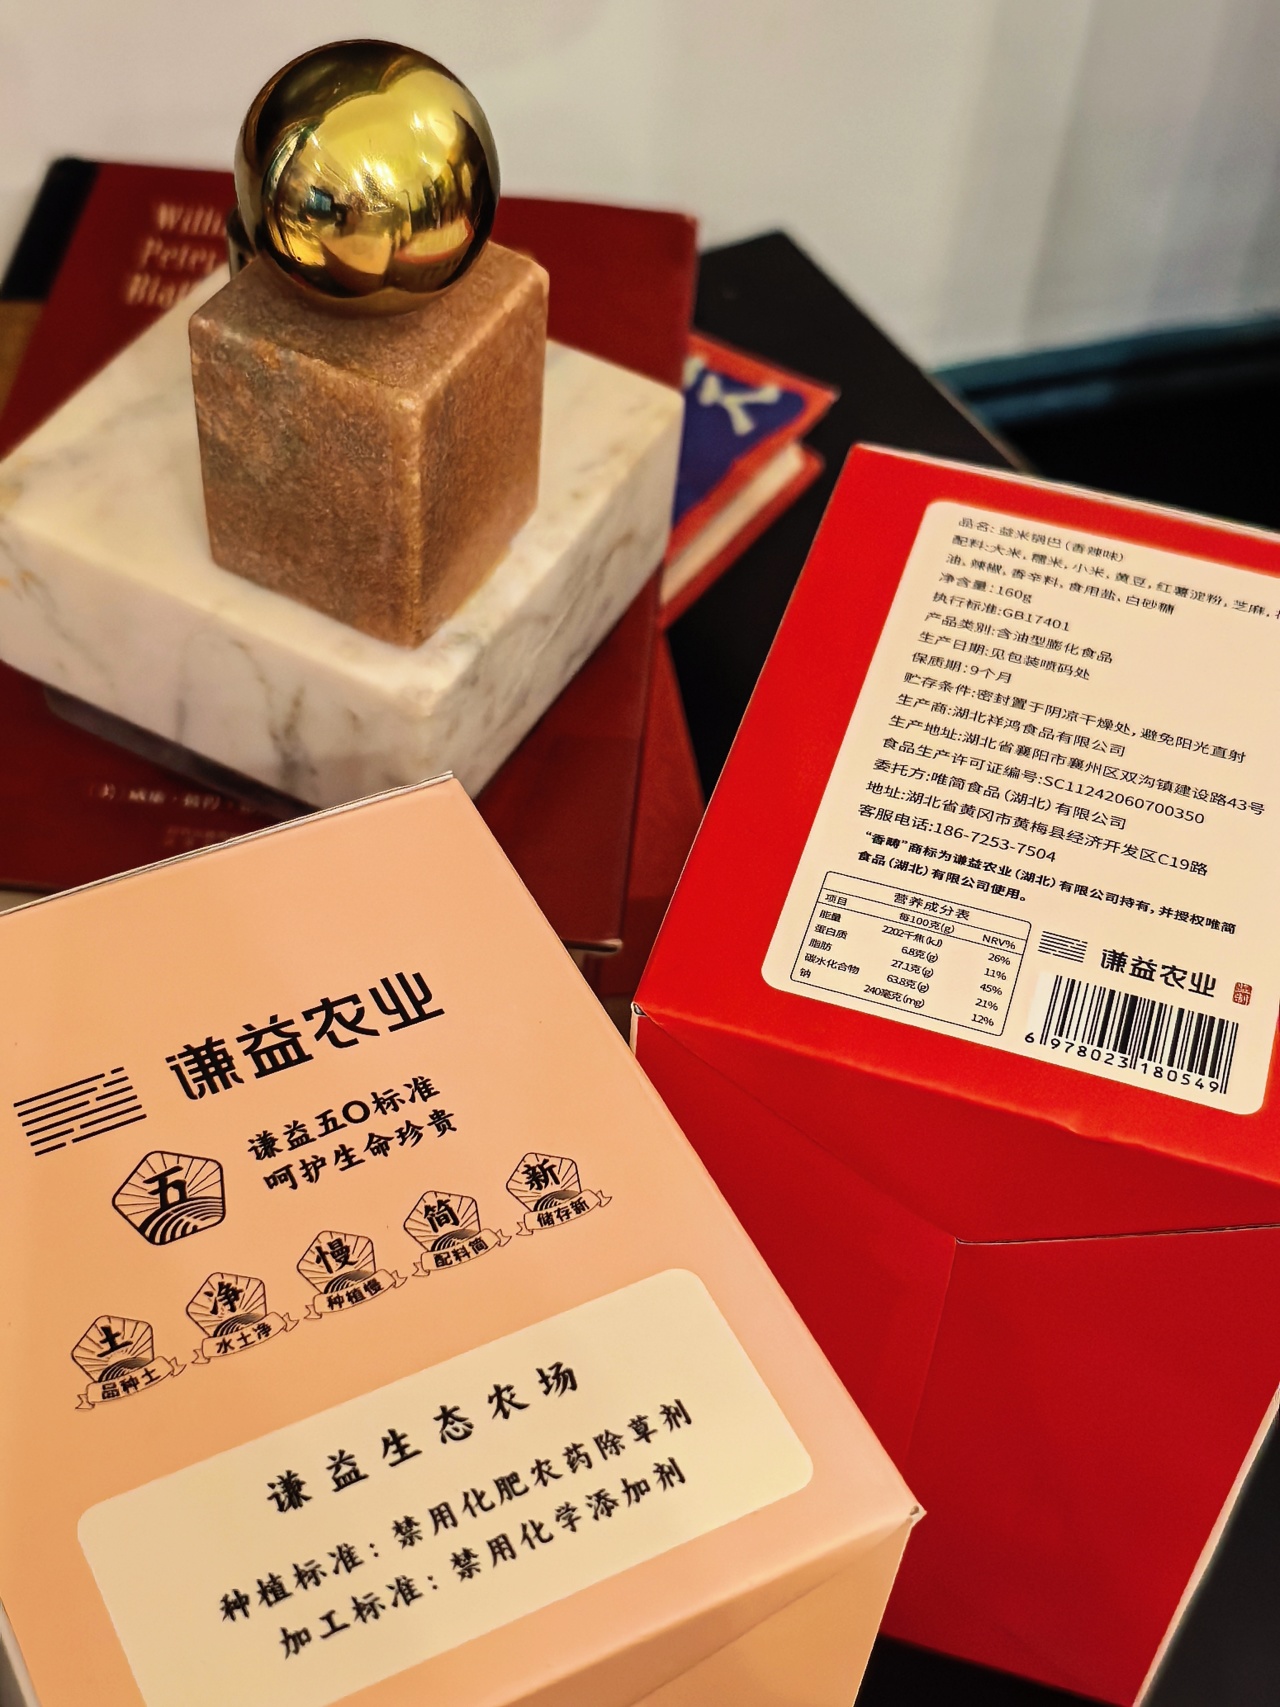 品名:益米锅巴(香辣味)
配料:大米,糯米,小米,黄豆,红薯淀粉,芝麻,
油,辣椒,香辛料,食用盐,白砂糖
净含量:160g
执行标准:GB17401
产品类别:含油型膨化食品
生产日期:见包装喷码处
保质期:9个月
贮存条件:密封置于阴凉干燥处,避免阳光直射
生产商:湖北祥鸿食品有限公司
生产地址:湖北省襄阳市襄州区双沟镇建设路43号
食品生产许可证编号:SC11242060700350
委托方:唯简食品(湖北)有限公司
地址:湖北省黄冈市黄梅县经济开发区C19路
客服电话:186-7253-7504
“香畴”商标为谦益农业(湖北)有限公司持有,并授权唯简
食品(湖北)有限公司使用。
营养成分表
项目 每100克(g) NRV%
能量 2202千焦(kJ) 26%
蛋白质 6.8克(g) 11%
脂肪 27.1克(g) 45%
碳水化合物 63.8克(g) 21%
钠 240毫克(mg) 12%
谦益农业
6 978023 180549
谦益农业
谦益五〇标准
呵护生命珍贵
五
土 净 慢 简 新
品种土 水土净 种植慢 配料简 储存新
谦益生态农场
种植标准:禁用化肥农药除草剂
加工标准:禁用化学添加剂